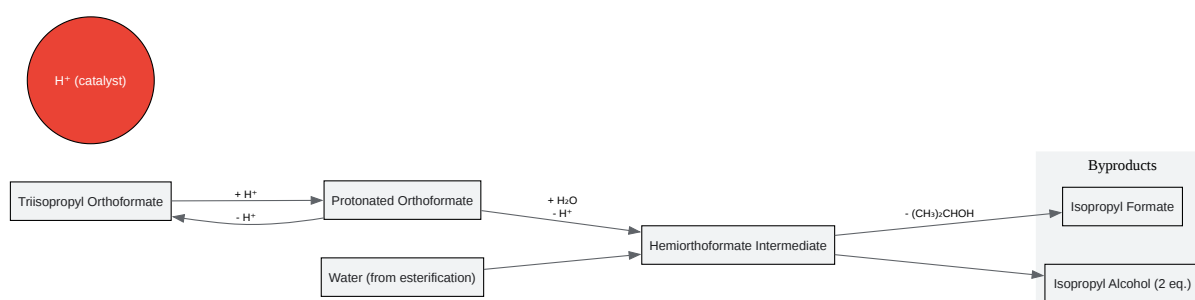 H⁺ (catalyst)
Byproducts
Triisopropyl Orthoformate
+ H⁺
- H⁺
Protonated Orthoformate
+ H₂O
- H⁺
Water (from esterification)
Hemiorthoformate Intermediate
- (CH₃)₂CHOH
Isopropyl Formate
Isopropyl Alcohol (2 eq.)